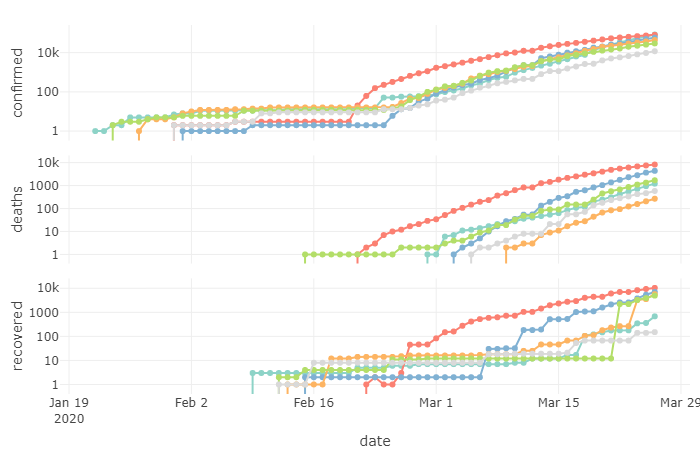 confirmed
10k
100
1
deaths
10k
1000
100
10
1
recovered
10k
1000
100
10
1
Jan 19
2020
Feb 2
Feb 16
Mar 1
Mar 15
Mar 29
date